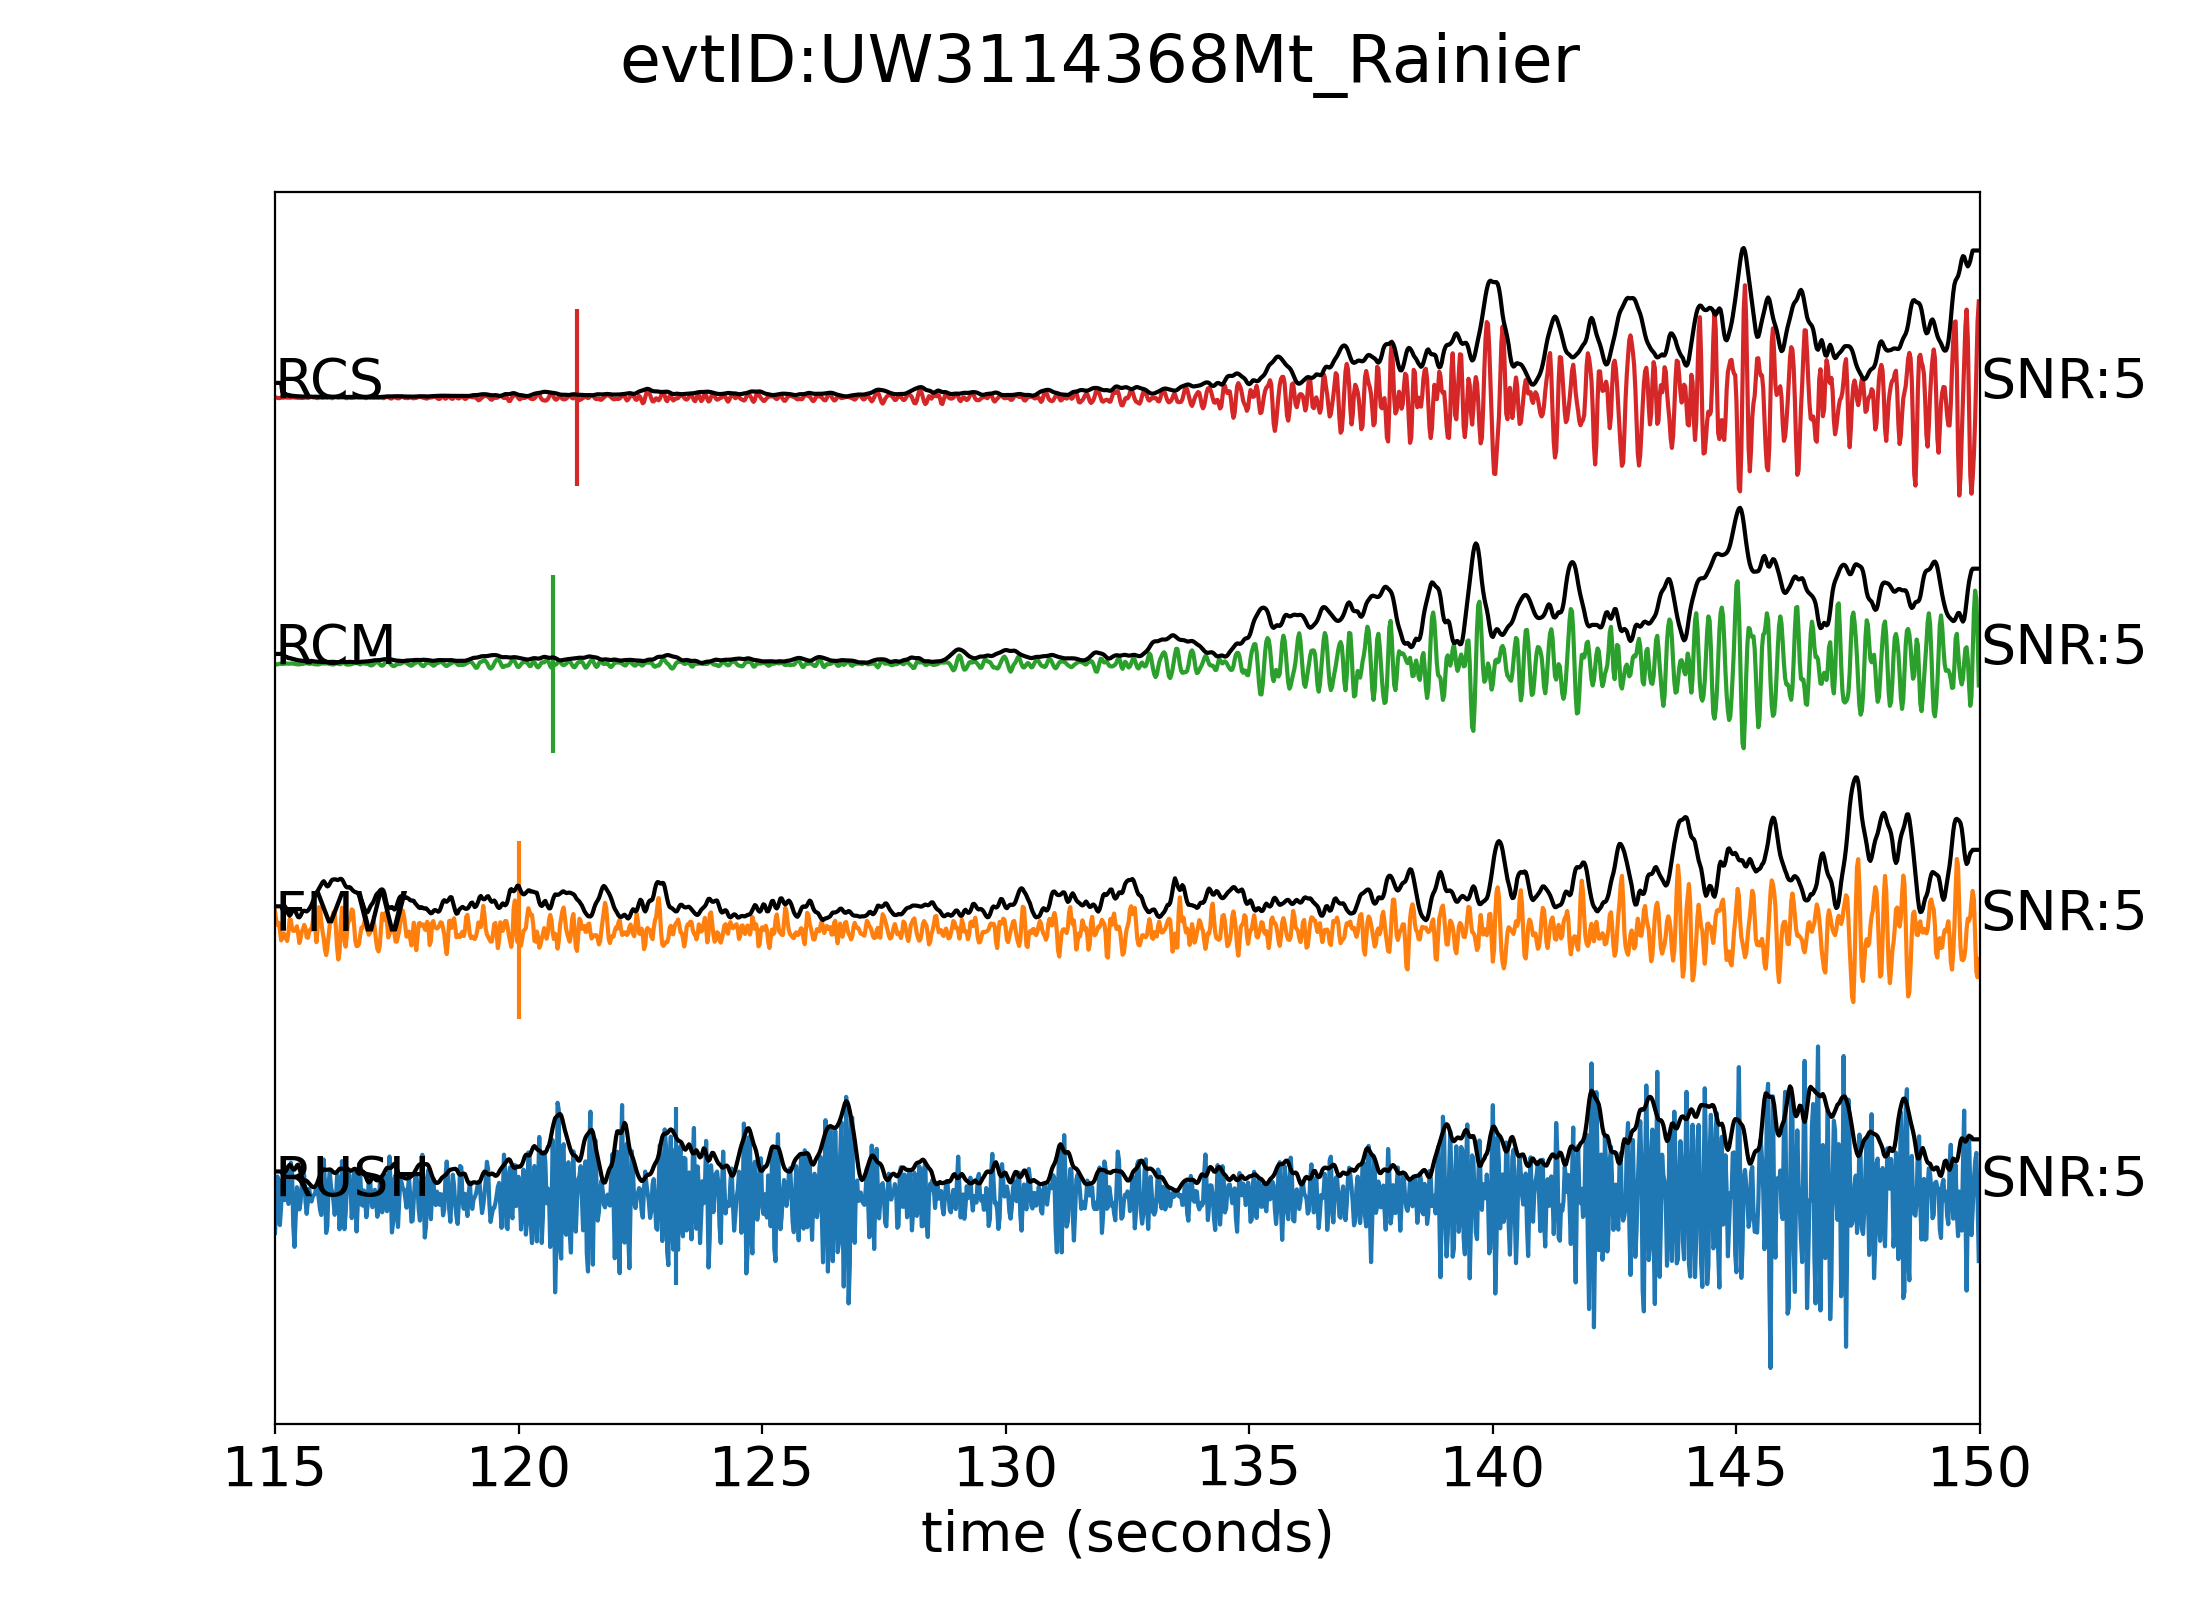 evtID:UW3114368Mt_Rainier
RCS SNR:5
RCM SNR:5
FMW SNR:5
RUSH SNR:5
115 120 125 130 135 140 145 150
time (seconds)